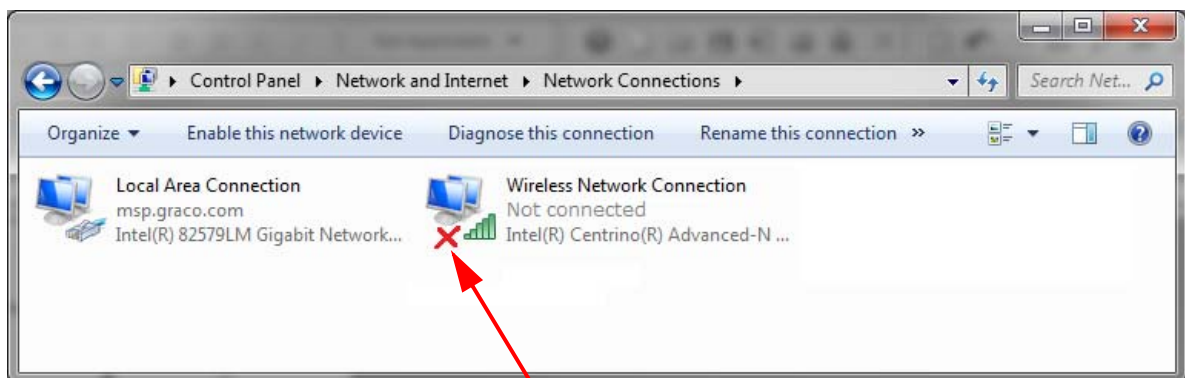 Control Panel Network and Internet Network Connections
Search Net...
Organize Enable this network device Diagnose this connection Rename this connection »
Local Area Connection
msp.graco.com
Intel(R) 82579LM Gigabit Network...
Wireless Network Connection
Not connected
Intel(R) Centrino(R) Advanced-N ...